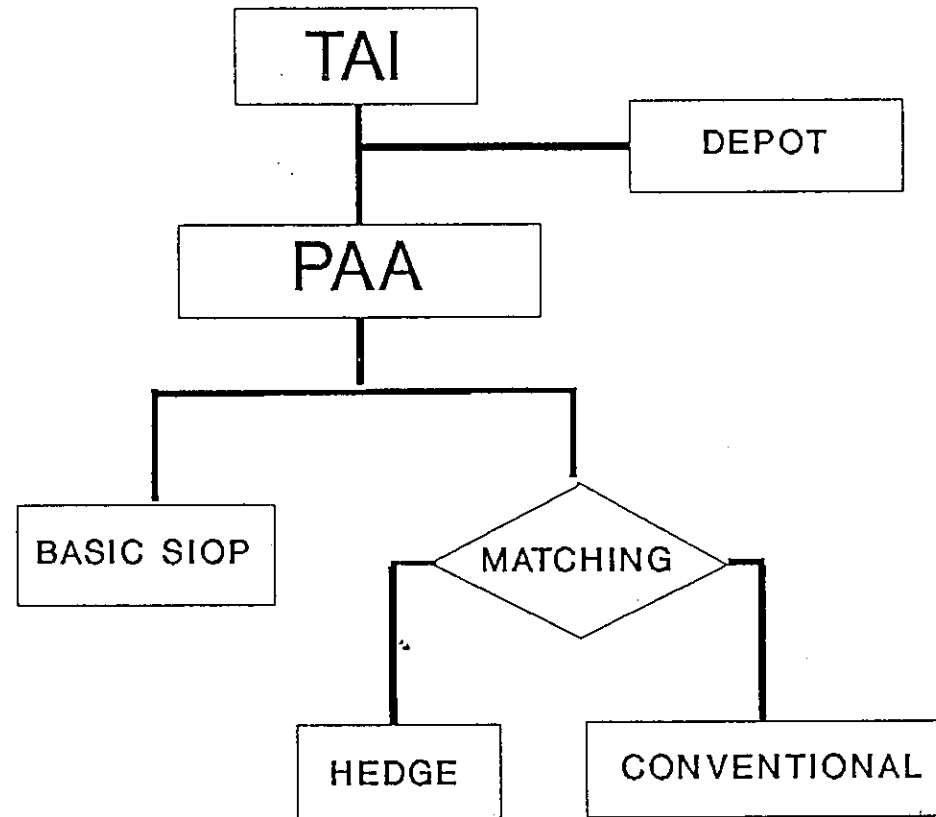 TAI
DEPOT
PAA
BASIC SIOP
MATCHING
HEDGE
CONVENTIONAL